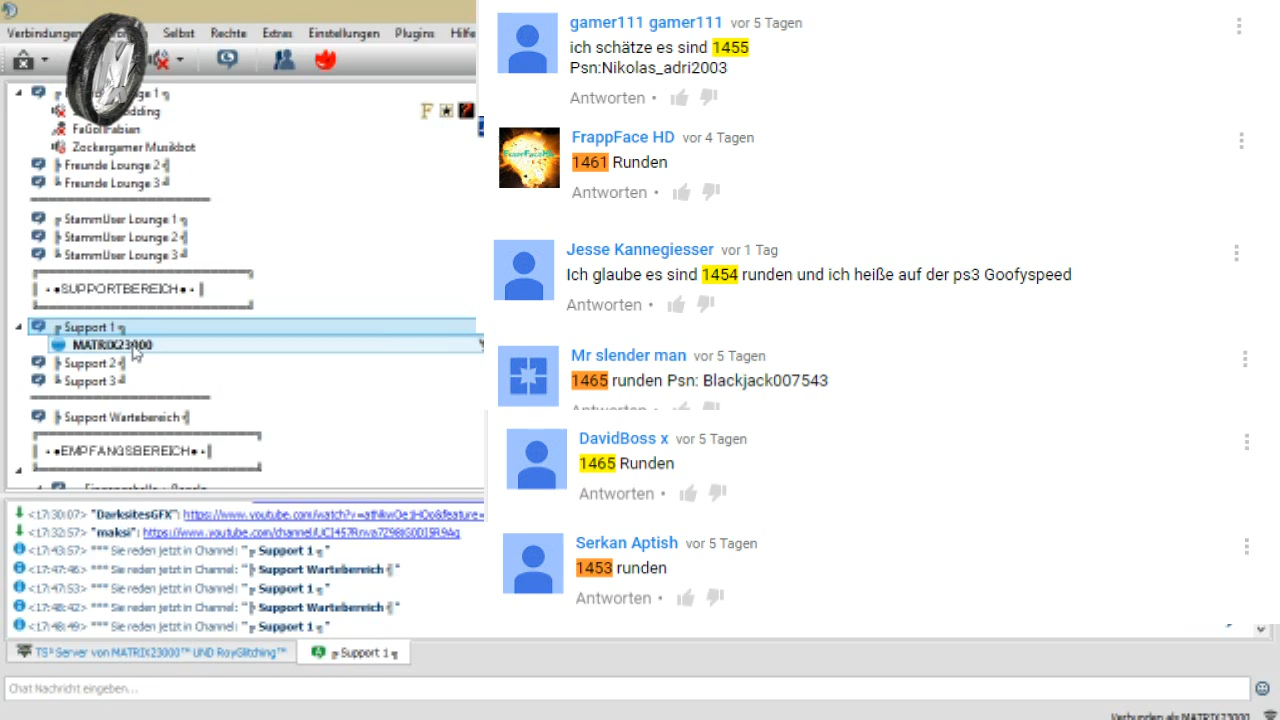 Verbindungen
Selbst Rechte Extras Einstellungen Plugins Hilfe
FaGoIFabian
Zockergamer Musikbot
Freunde Lounge 2
Freunde Lounge 3
StammUser Lounge 1
StammUser Lounge 2
StammUser Lounge 3
SUPPORTBEREICH
Support 1
MATRIX23000
Support 2
Support 3
Support Wartebereich
EMPFANGSBEREICH
<17:30:07> "DarksitesGFX":
<17:32:57> "maksi":
<17:43:57> *** Sie reden jetzt in Channel: "Support 1"
<17:47:46> *** Sie reden jetzt in Channel: "Support Wartebereich"
<17:47:53> *** Sie reden jetzt in Channel: "Support 1"
<17:48:42> *** Sie reden jetzt in Channel: "Support Wartebereich"
<17:48:49> *** Sie reden jetzt in Channel: "Support 1"
TS³ Server von MATRIX23000™ UND RoyGlitching™
Support 1
Chat Nachricht eingeben...
Verbunden als MATRIX23000
gamer111 gamer111 vor 5 Tagen
ich schätze es sind 1455
Psn:Nikolas_adri2003
Antworten •
FrappFace HD vor 4 Tagen
1461 Runden
Antworten •
Jesse Kannegiesser vor 1 Tag
Ich glaube es sind 1454 runden und ich heiße auf der ps3 Goofyspeed
Antworten •
Mr slender man vor 5 Tagen
1465 runden Psn: Blackjack007543
Antworten •
DavidBoss x vor 5 Tagen
1465 Runden
Antworten •
Serkan Aptish vor 5 Tagen
1453 runden
Antworten •